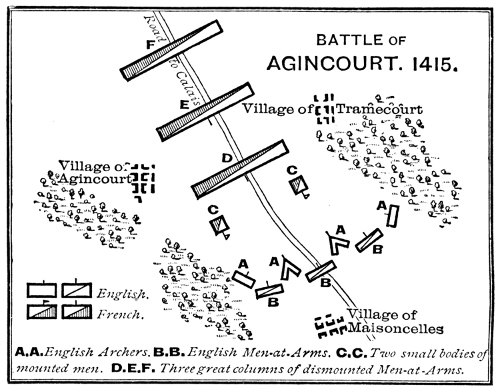 BATTLE OF
AGINCOURT. 1415.
Road to Calais
F
E
Village of Tramecourt
D
Village of
Agincourt
C
C
A
A
B
A
A
B
B
English.
French.
Village of
Maisoncelles
A.A. English Archers. B.B. English Men-at-Arms. C.C. Two small bodies of
mounted men. D.E.F. Three great columns of dismounted Men-at-Arms.